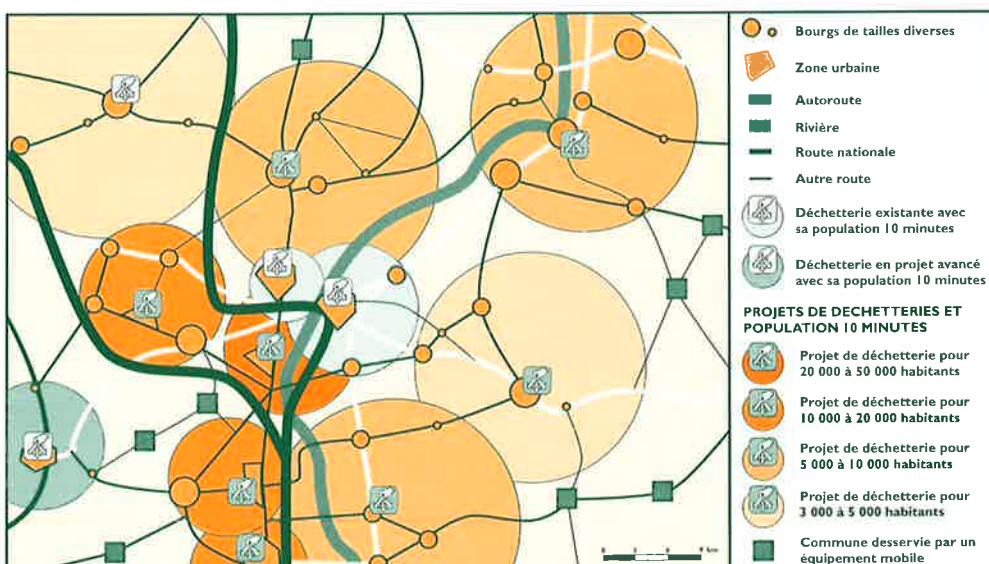 Bourgs de tailles diverses
Zone urbaine
Autoroute
Rivière
Route nationale
Autre route
Déchetterie existante avec
sa population 10 minutes
Déchetterie en projet avancé
avec sa population 10 minutes
PROJETS DE DECHETTERIES ET
POPULATION 10 MINUTES
Projet de déchetterie pour
20 000 à 50 000 habitants
Projet de déchetterie pour
10 000 à 20 000 habitants
Projet de déchetterie pour
5 000 à 10 000 habitants
Projet de déchetterie pour
3 000 à 5 000 habitants
Commune desservie par un
équipement mobile